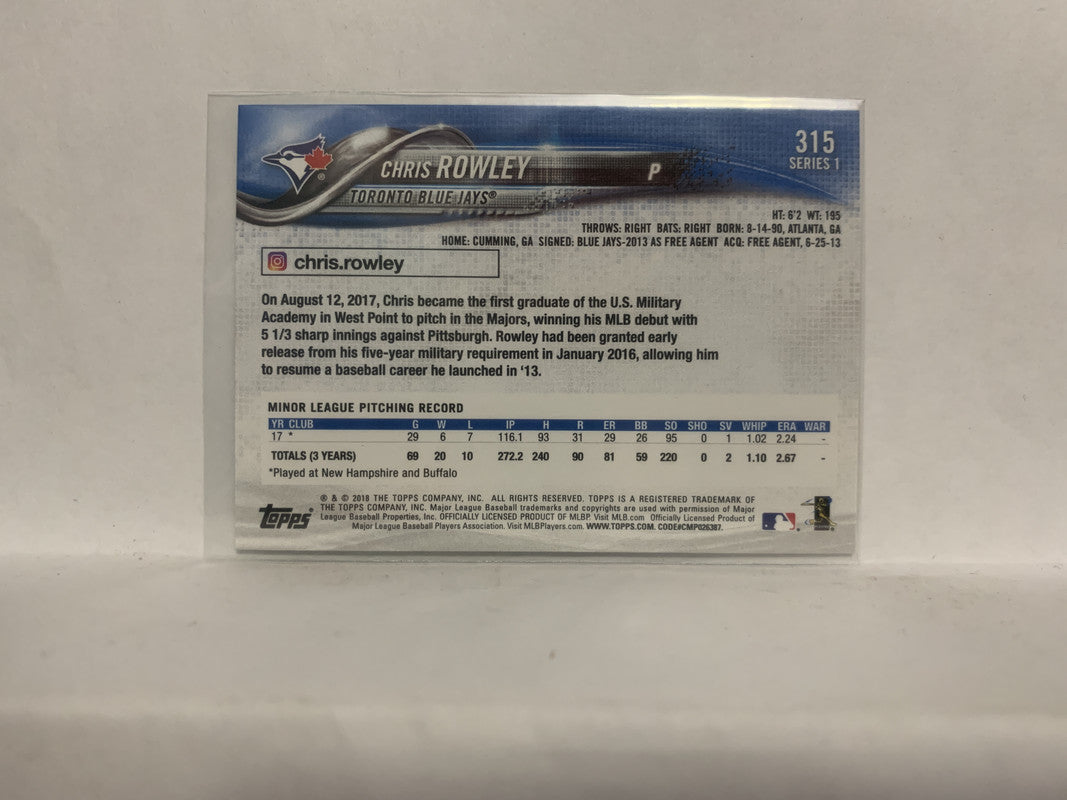 315
SERIES 1
CHRIS ROWLEY
P
TORONTO BLUE JAYS®
HT: 6'2 WT: 195
THROWS: RIGHT BATS: RIGHT BORN: 8-14-90, ATLANTA, GA
HOME: CUMMING, GA SIGNED: BLUE JAYS-2013 AS FREE AGENT ACQ: FREE AGENT, 6-25-13
chris.rowley
On August 12, 2017, Chris became the first graduate of the U.S. Military
Academy in West Point to pitch in the Majors, winning his MLB debut with
5 1/3 sharp innings against Pittsburgh. Rowley had been granted early
release from his five-year military requirement in January 2016, allowing him
to resume a baseball career he launched in '13.
MINOR LEAGUE PITCHING RECORD
YR CLUB G W L IP H R ER BB SO SHO SV WHIP ERA WAR
17 * 29 6 7 116.1 93 31 29 26 95 0 1 1.02 2.24 -
TOTALS (3 YEARS) 69 20 10 272.2 240 90 81 59 220 0 2 1.10 2.67 -
*Played at New Hampshire and Buffalo
topps®
® & © 2018 THE TOPPS COMPANY, INC. ALL RIGHTS RESERVED. TOPPS IS A REGISTERED TRADEMARK OF
THE TOPPS COMPANY, INC. Major League Baseball trademarks and copyrights are used with permission of Major
League Baseball Properties, Inc. OFFICIALLY LICENSED PRODUCT OF MLBP. Visit MLB.com Officially Licensed Product of
Major League Baseball Players Association. Visit MLBPlayers.com. WWW.TOPPS.COM. CODE#CMP026387.